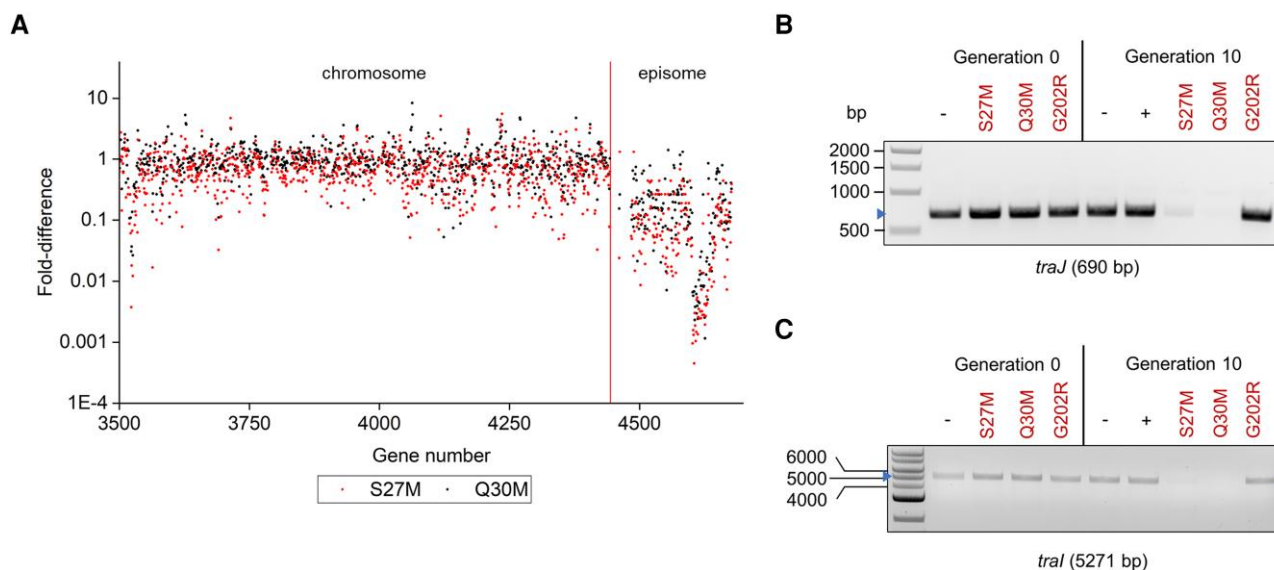 A
chromosome
episome
Fold-difference
10
1
0.1
0.01
0.001
1E-4
3500
3750
4000
4250
4500
Gene number
S27M
Q30M
B
Generation 0
Generation 10
bp
-
S27M
Q30M
G202R
-
+
S27M
Q30M
G202R
2000
1500
1000
500
traJ (690 bp)
C
Generation 0
Generation 10
-
S27M
Q30M
G202R
-
+
S27M
Q30M
G202R
6000
5000
4000
traI (5271 bp)